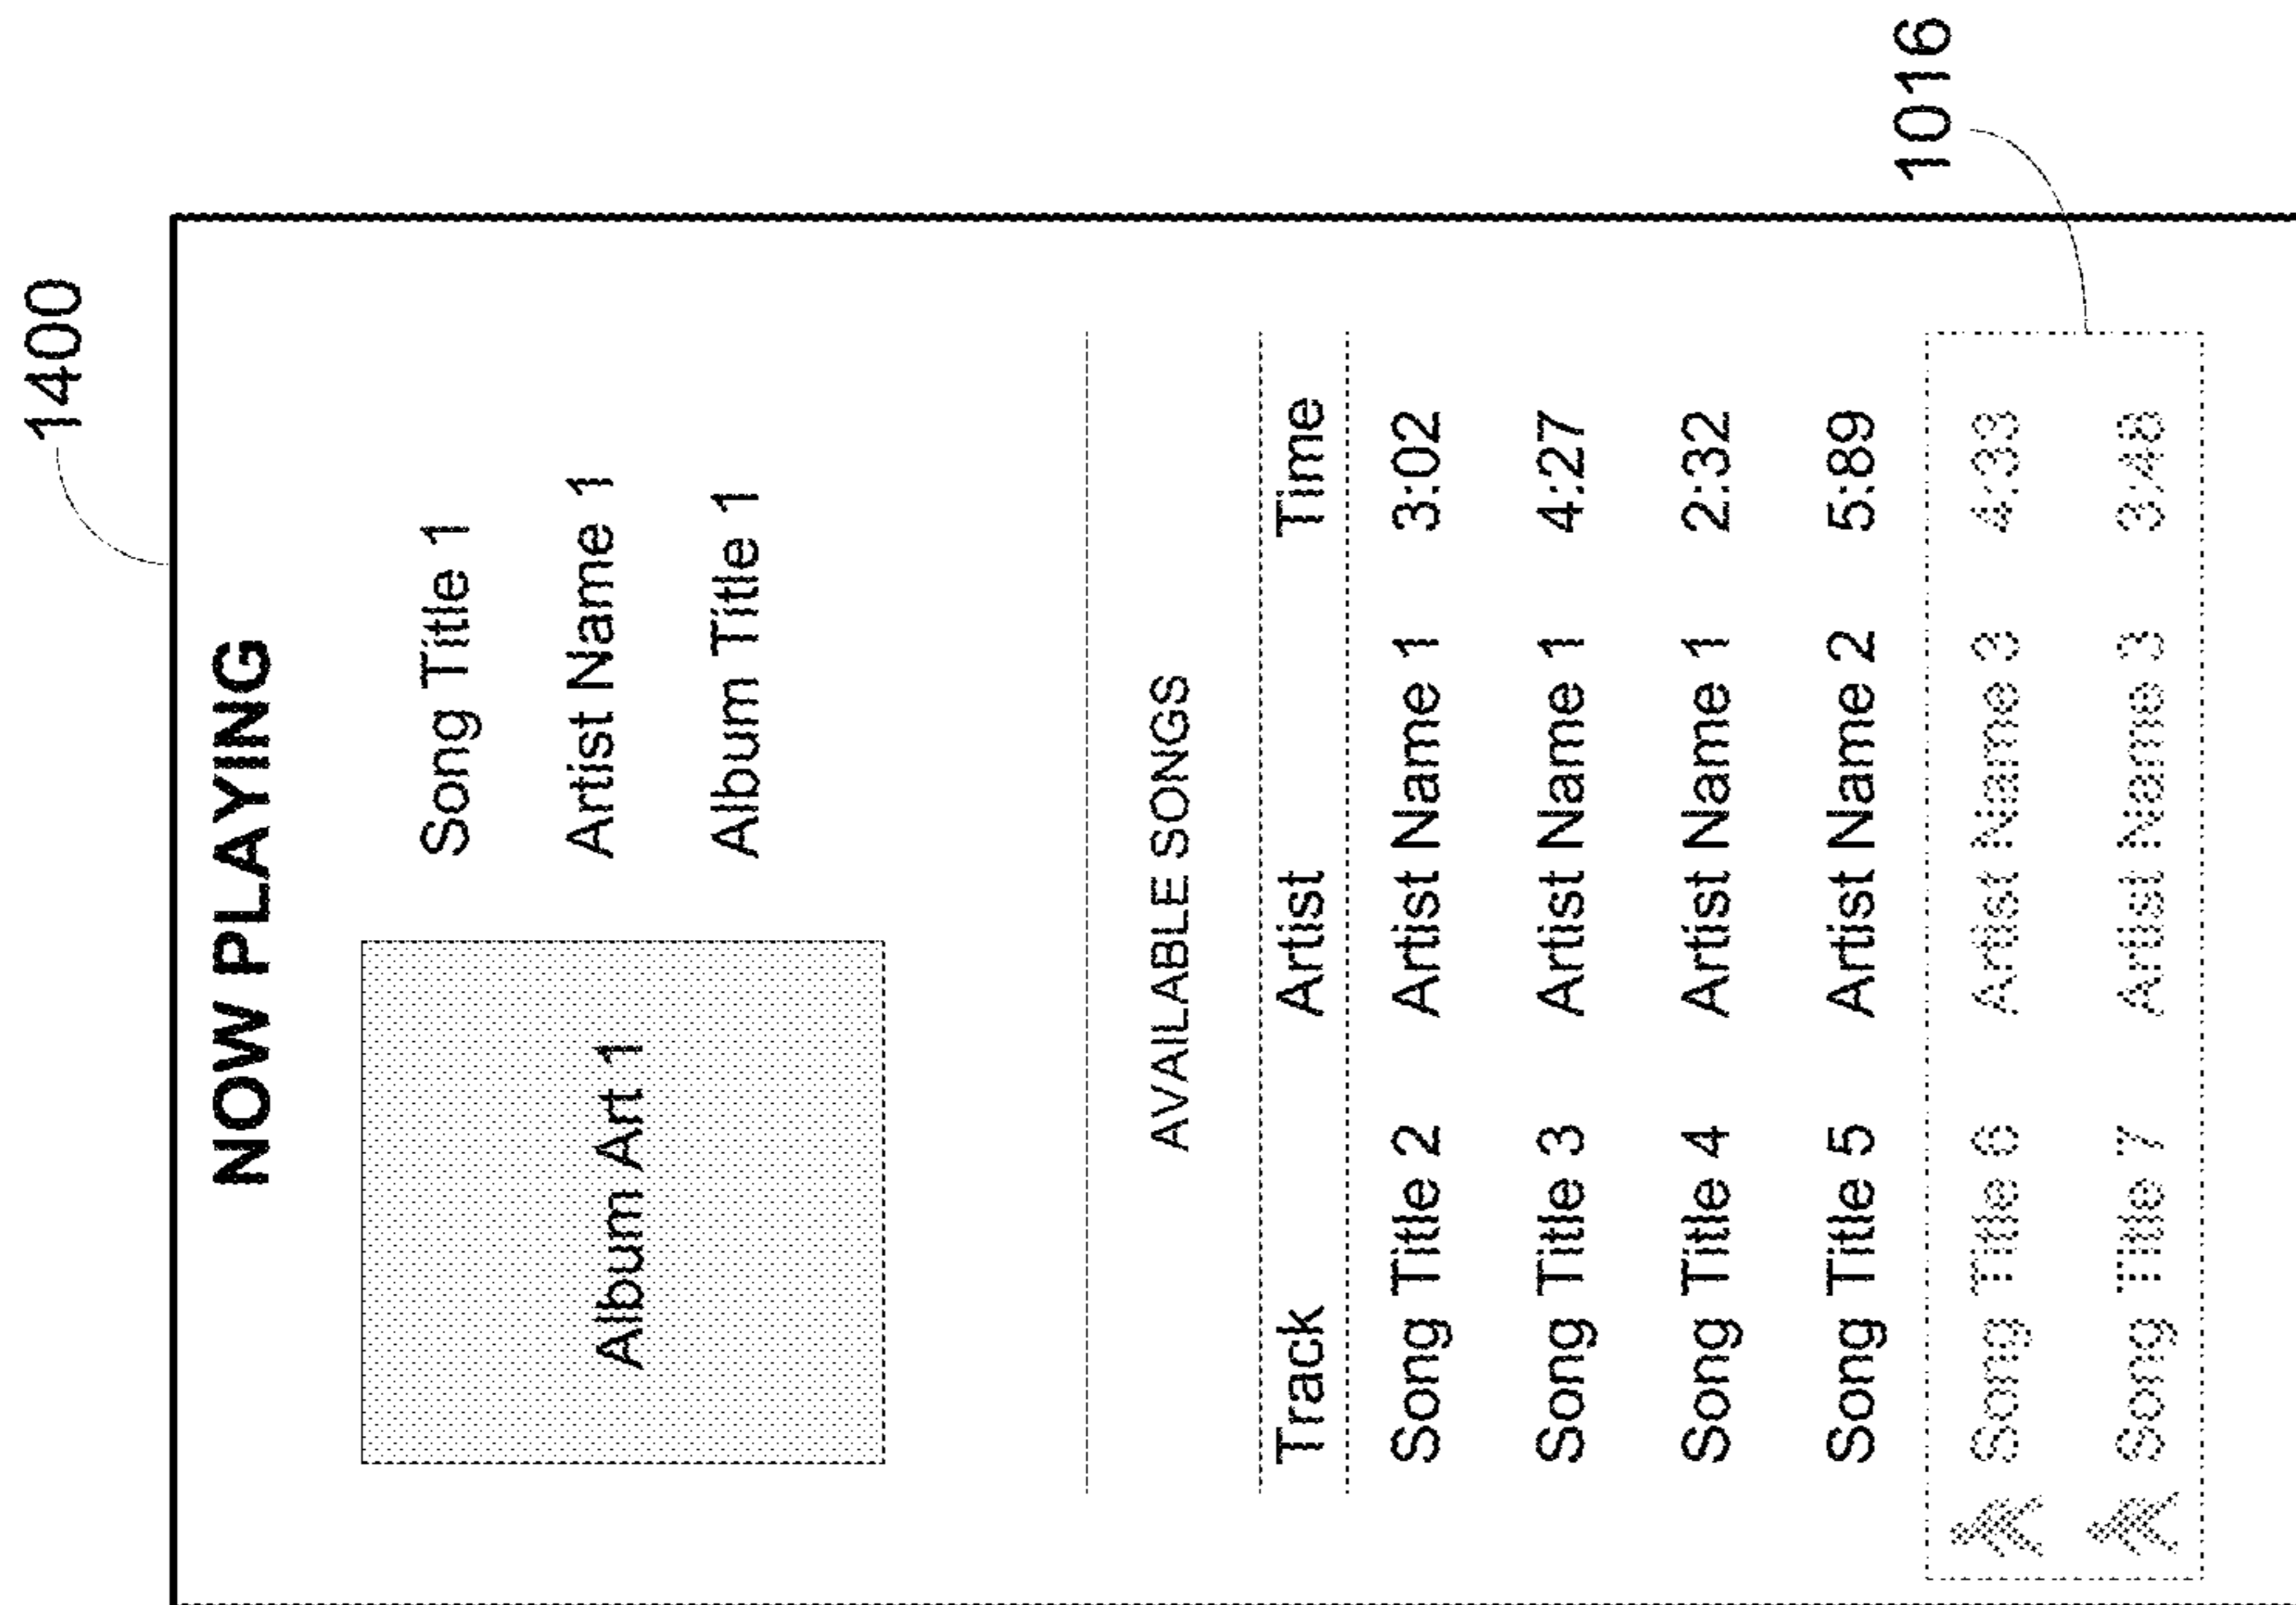 1400
NOW PLAYING
Album Art 1
Song Title 1
Artist Name 1
Album Title 1
AVAILABLE SONGS
Track Artist Time
Song Title 2 Artist Name 1 3:02
Song Title 3 Artist Name 1 4:27
Song Title 4 Artist Name 1 2:32
Song Title 5 Artist Name 2 5:89
Song Title 6 Artist Name 3 4:33
Song Title 7 Artist Name 3 3:48
1016